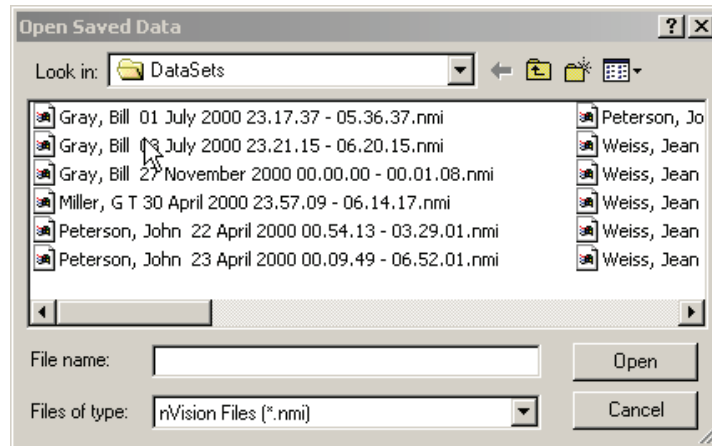 Open Saved Data
Look in: DataSets
Gray, Bill 01 July 2000 23.17.37 - 05.36.37.nmi
Gray, Bill July 2000 23.21.15 - 06.20.15.nmi
Gray, Bill 27 November 2000 00.00.00 - 00.01.08.nmi
Miller, G T 30 April 2000 23.57.09 - 06.14.17.nmi
Peterson, John 22 April 2000 00.54.13 - 03.29.01.nmi
Peterson, John 23 April 2000 00.09.49 - 06.52.01.nmi
Peterson, Jo
Weiss, Jean
Weiss, Jean
Weiss, Jean
Weiss, Jean
Weiss, Jean
File name:
Open
Files of type: nVision Files (*.nmi)
Cancel